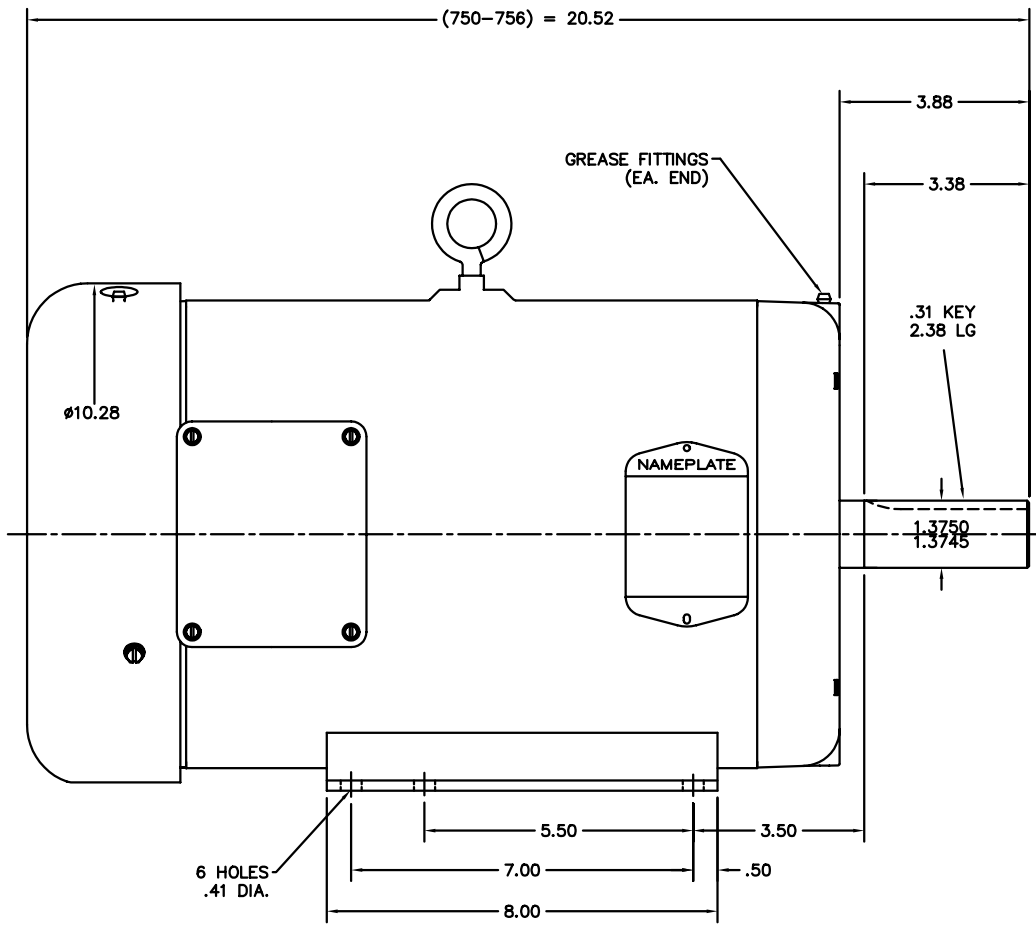 (750-756) = 20.52
3.88
GREASE FITTINGS
(EA. END)
3.38
.31 KEY
2.38 LG
ø10.28
NAMEPLATE
1.3750
1.3745
5.50
3.50
7.00
.50
6 HOLES
.41 DIA.
8.00